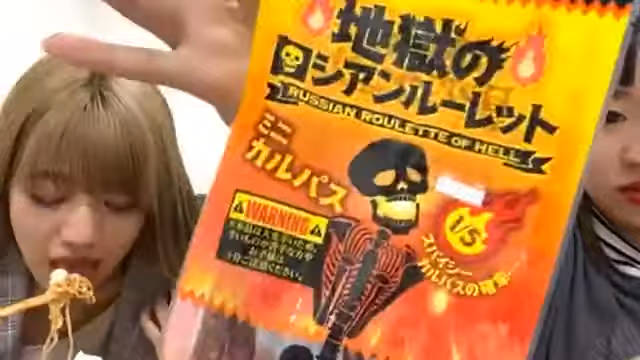 地獄の
ロシアンルーレット
RUSSIAN ROULETTE OF HELL
ミニ
カルパス
WARNING
1/5
スパイシー
カルパスの確率